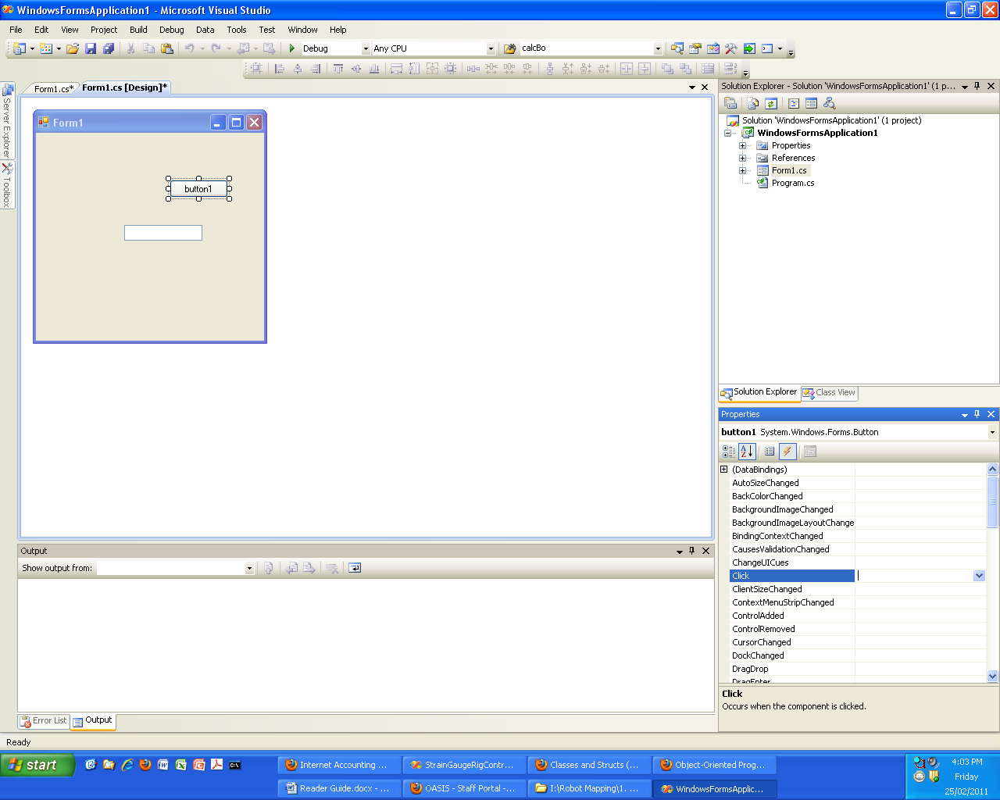 WindowsFormsApplication1 - Microsoft Visual Studio
File Edit View Project Build Debug Data Tools Test Window Help
Debug Any CPU calcBo
Form1.cs* Form1.cs [Design]*
Server Explorer
Toolbox
Form1
button1
Solution Explorer - Solution 'WindowsFormsApplication1' (1 p...
Solution 'WindowsFormsApplication1' (1 project)
WindowsFormsApplication1
Properties
References
Form1.cs
Program.cs
Solution Explorer Class View
Properties
button1 System.Windows.Forms.Button
(DataBindings)
AutoSizeChanged
BackColorChanged
BackgroundImageChanged
BackgroundImageLayoutChange
BindingContextChanged
CausesValidationChanged
ChangeUICues
Click
ClientSizeChanged
ContextMenuStripChanged
ControlAdded
ControlRemoved
CursorChanged
DockChanged
DragDrop
DragEnter
Click
Occurs when the component is clicked.
Output
Show output from:
Error List Output
Ready
start
Internet Accounting ... StrainGaugeRigContr... Classes and Structs (... Object-Oriented Prog...
Reader Guide.docx - ... OASIS - Staff Portal -... I:\Robot Mapping\1. ... WindowsFormsApplic...
4:03 PM
Friday
25/02/2011